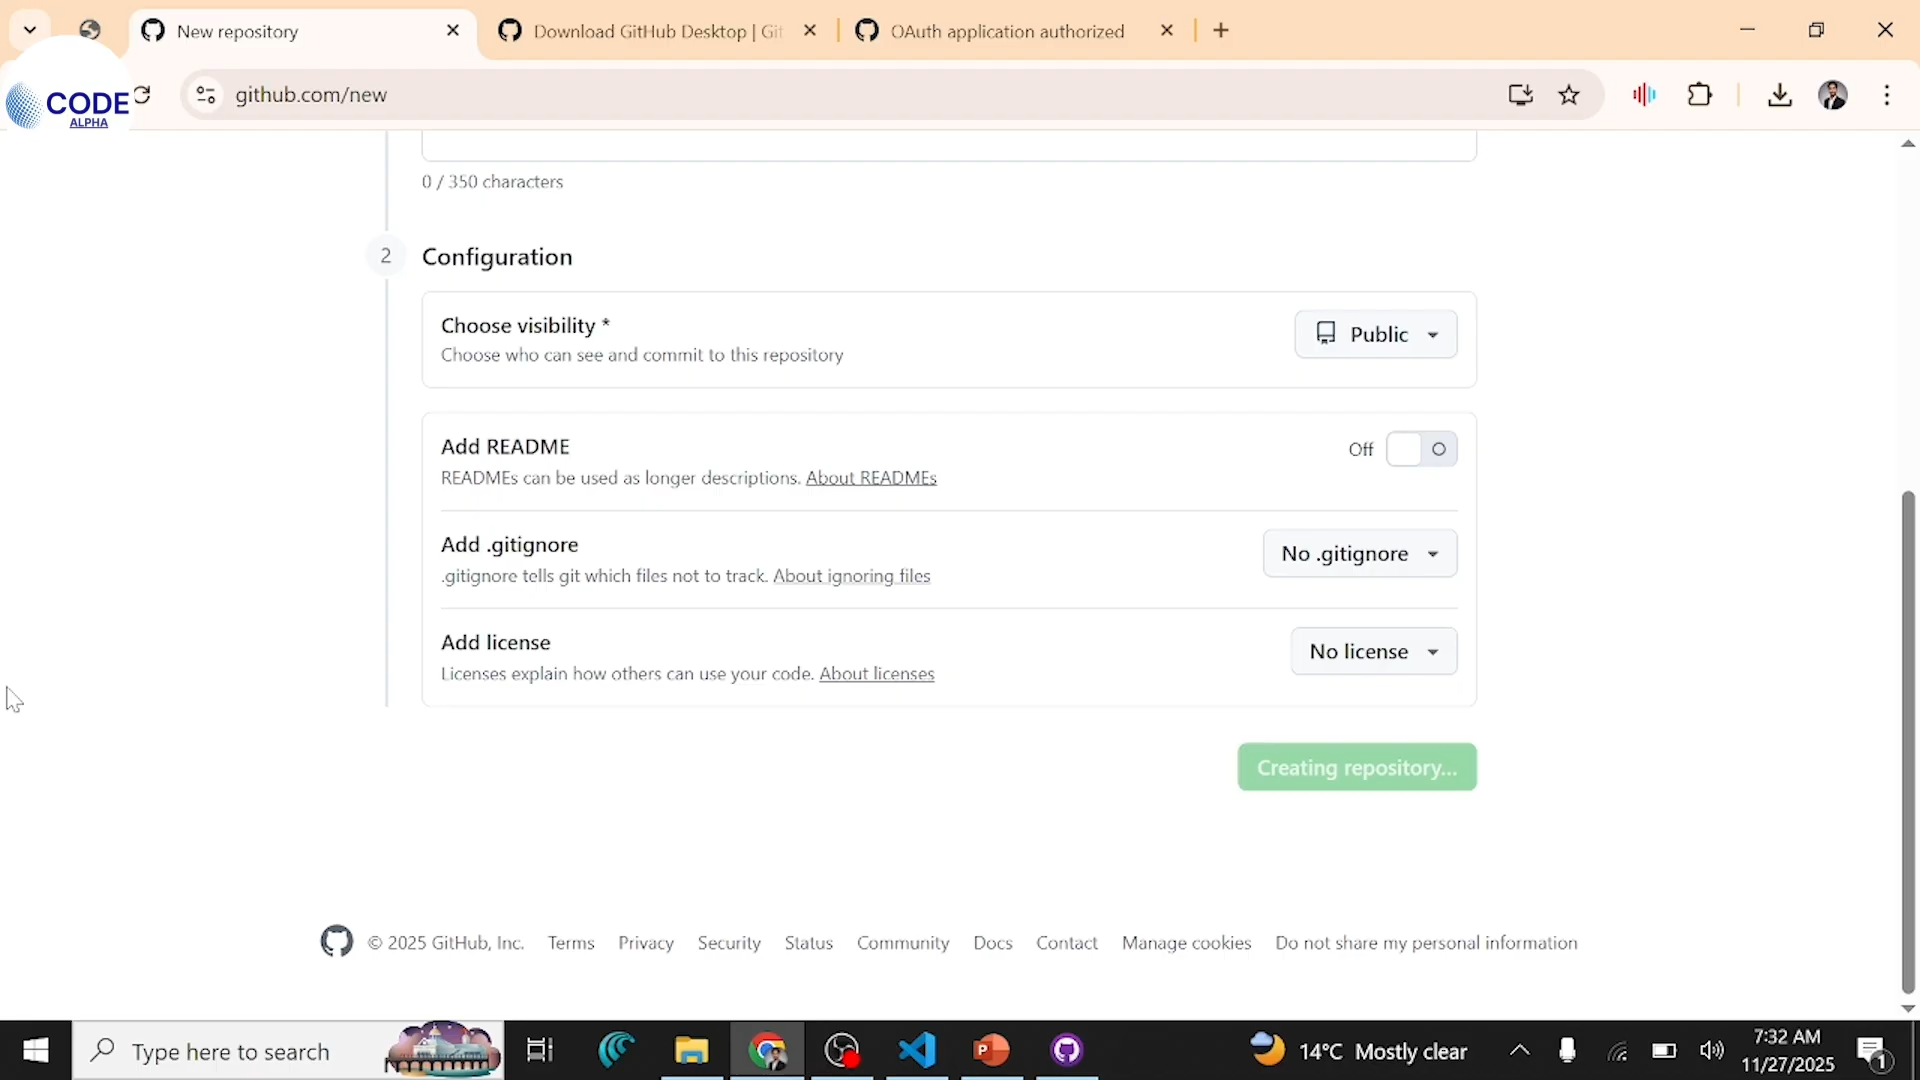 New repository
Download GitHub Desktop | Git
OAuth application authorized
CODE
ALPHA
github.com/new
0 / 350 characters
2
Configuration
Choose visibility *
Choose who can see and commit to this repository
Public
Add README
READMEs can be used as longer descriptions. About READMEs
Off
Add .gitignore
.gitignore tells git which files not to track. About ignoring files
No .gitignore
Add license
Licenses explain how others can use your code. About licenses
No license
Creating repository...
© 2025 GitHub, Inc. Terms Privacy Security Status Community Docs Contact Manage cookies Do not share my personal information
Type here to search
14°C Mostly clear
7:32 AM
11/27/2025
1